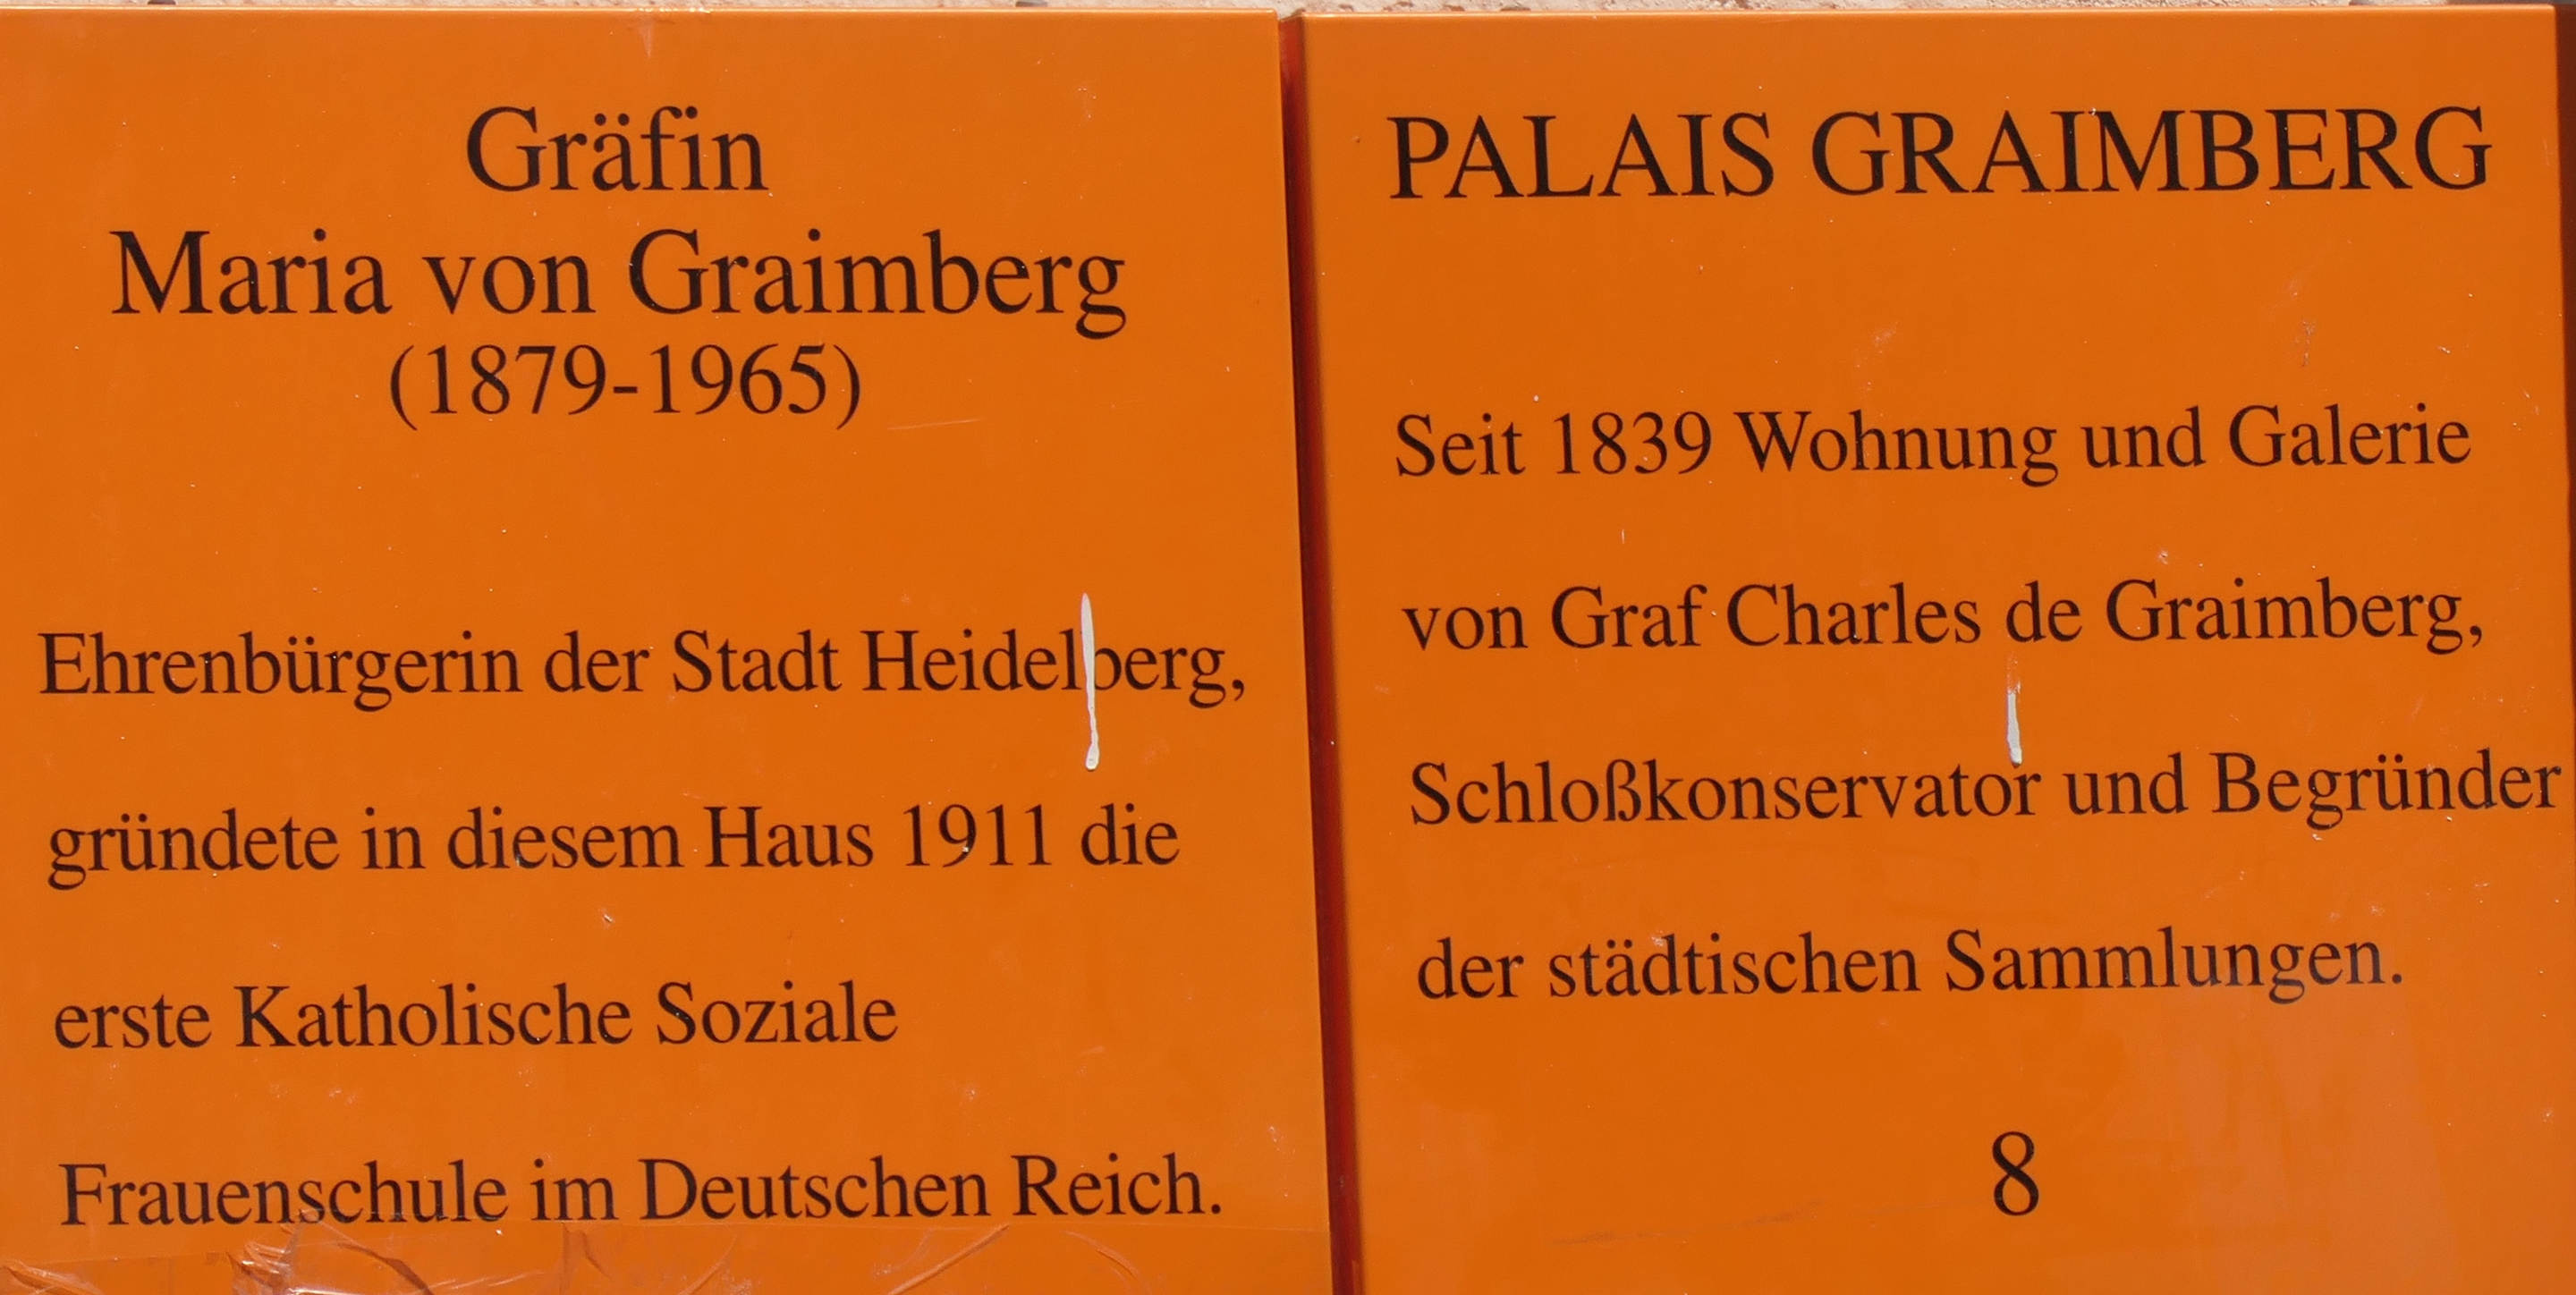 Gräfin
Maria von Graimberg
(1879-1965)
Ehrenbürgerin der Stadt Heidelberg,
gründete in diesem Haus 1911 die
erste Katholische Soziale
Frauenschule im Deutschen Reich.
PALAIS GRAIMBERG
Seit 1839 Wohnung und Galerie
von Graf Charles de Graimberg,
Schloßkonservator und Begründer
der städtischen Sammlungen.
8